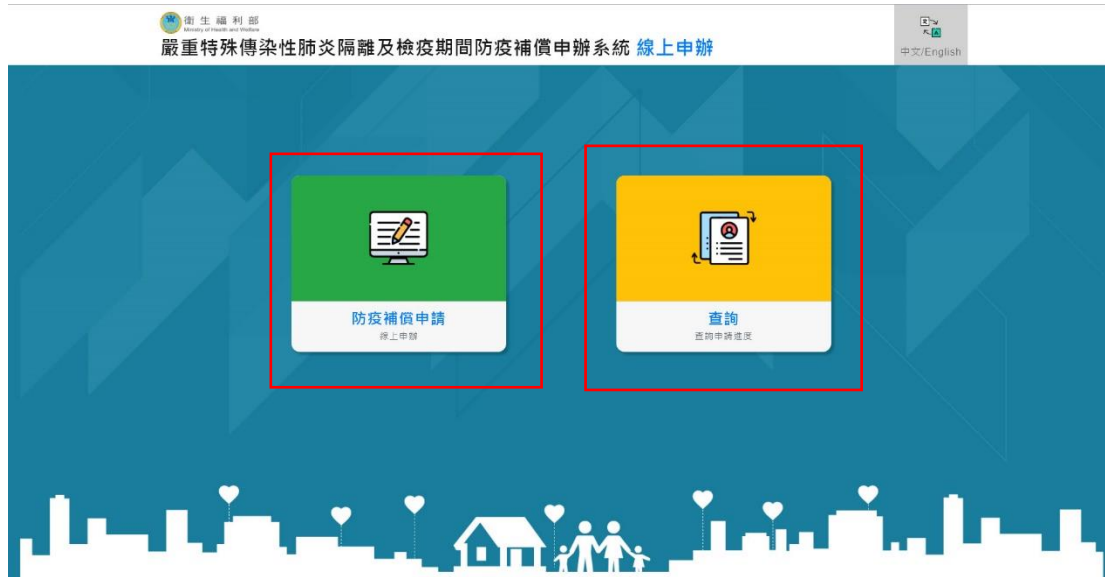 衛生福利部
Ministry of Health and Welfare
嚴重特殊傳染性肺炎隔離及檢疫期間防疫補償申辦系統 線上申辦
中文/English
防疫補償申請
線上申辦
查詢
查詢申請進度